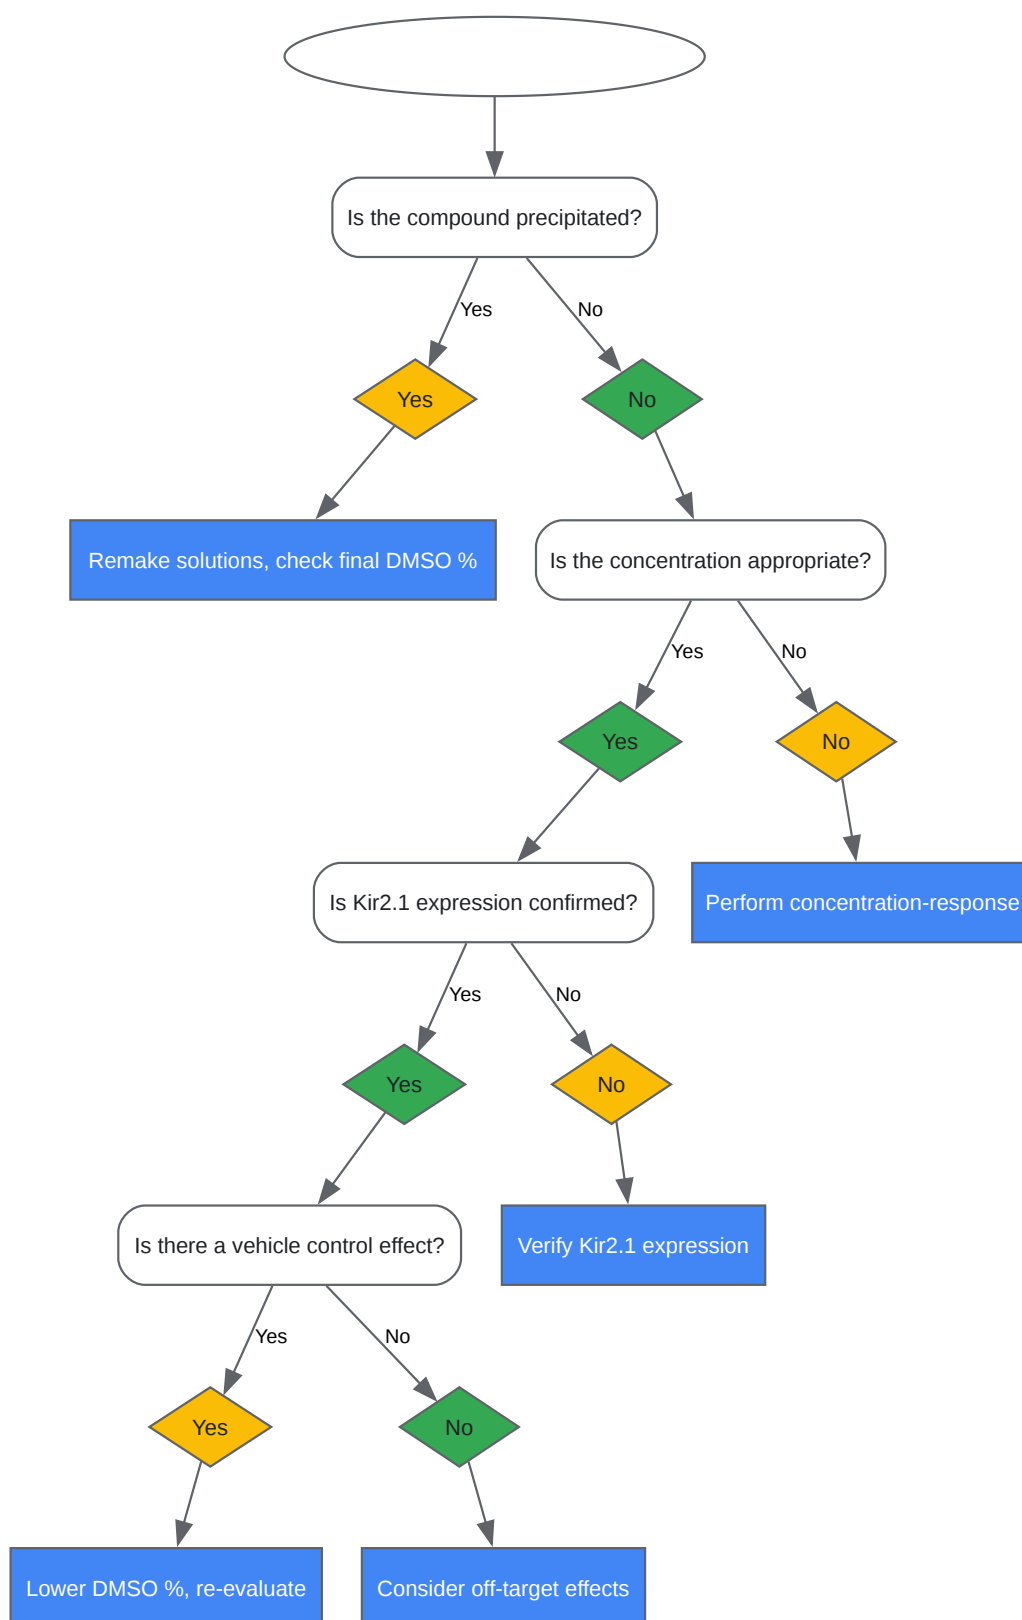 Is the compound precipitated?
Yes
No
Yes
No
Remake solutions, check final DMSO %
Is the concentration appropriate?
Yes
No
Yes
No
Is Kir2.1 expression confirmed?
Perform concentration-response
Yes
No
Yes
No
Is there a vehicle control effect?
Verify Kir2.1 expression
Yes
No
Yes
No
Lower DMSO %, re-evaluate
Consider off-target effects